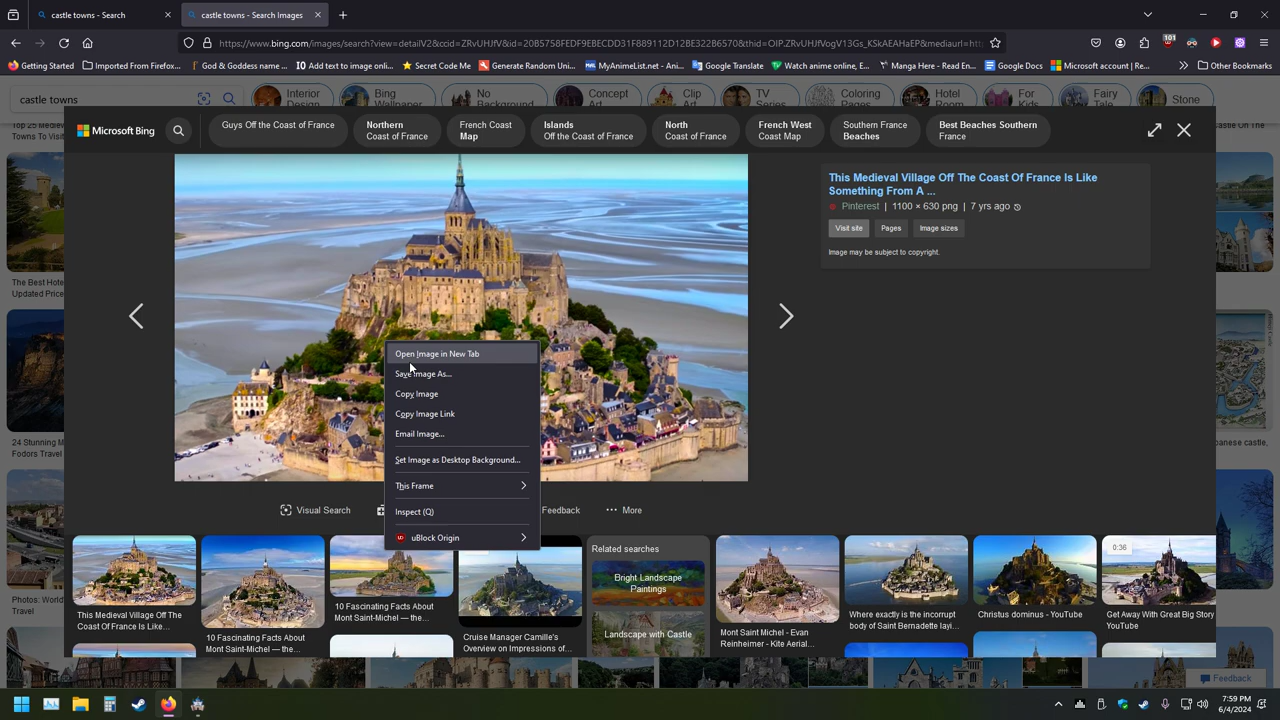 castle towns - Search
castle towns - Search Images
https://www.bing.com/images/search?view=detailV2&ccid=ZRvUHJfV&id=20B5758FEDF9EBECDD31F889112D12BE322B6570&thid=OIP.ZRvUHJfVogV13Gs_KSkAEAHaEP&mediaurl=htt
101
Getting Started
Imported From Firefox...
God & Goddess name ...
Add text to image onli...
Secret Code Me
Generate Random Uni...
MyAnimeList.net - Ani...
Google Translate
Watch anime online, E...
Manga Here - Read En...
Google Docs
Microsoft account | Re...
Other Bookmarks
castle towns
Interior
Design
Bing
Wallpaper
No
Background
Concept
Art
Clip
Art
TV
Series
Coloring
Pages
Hotel
Room
For
Kids
Fairy
Tale
Stone
Top 25 Medieval
Towns To Visit
Microsoft Bing
Guys Off the Coast of France
Northern
Coast of France
French Coast
Map
Islands
Off the Coast of France
North
Coast of France
French West
Coast Map
Southern France
Beaches
Best Beaches Southern
France
This Medieval Village Off The Coast Of France Is Like
Something From A ...
Pinterest | 1100 × 630 png | 7 yrs ago
Visit site
Pages
Image sizes
Image may be subject to copyright.
The Best Hote
Updated Price
Open Image in New Tab
Save Image As...
Copy Image
Copy Image Link
Email Image...
Set Image as Desktop Background...
This Frame
Inspect (Q)
uBlock Origin
24 Stunning M
Fodors Travel
panese castle,
Visual Search
Feedback
More
This Medieval Village Off The
Coast Of France Is Like...
10 Fascinating Facts About
Mont Saint-Michel — the...
10 Fascinating Facts About
Mont Saint-Michel — the...
Cruise Manager Camille's
Overview on Impressions of...
Related searches
Bright Landscape
Paintings
Landscape with Castle
Mont Saint Michel - Evan
Reinheimer - Kite Aerial...
Where exactly is the incorrupt
body of Saint Bernadette layi...
Christus dominus - YouTube
0:36
Get Away With Great Big Story
YouTube
Photos: World
Travel
Feedback
7:59 PM
6/4/2024